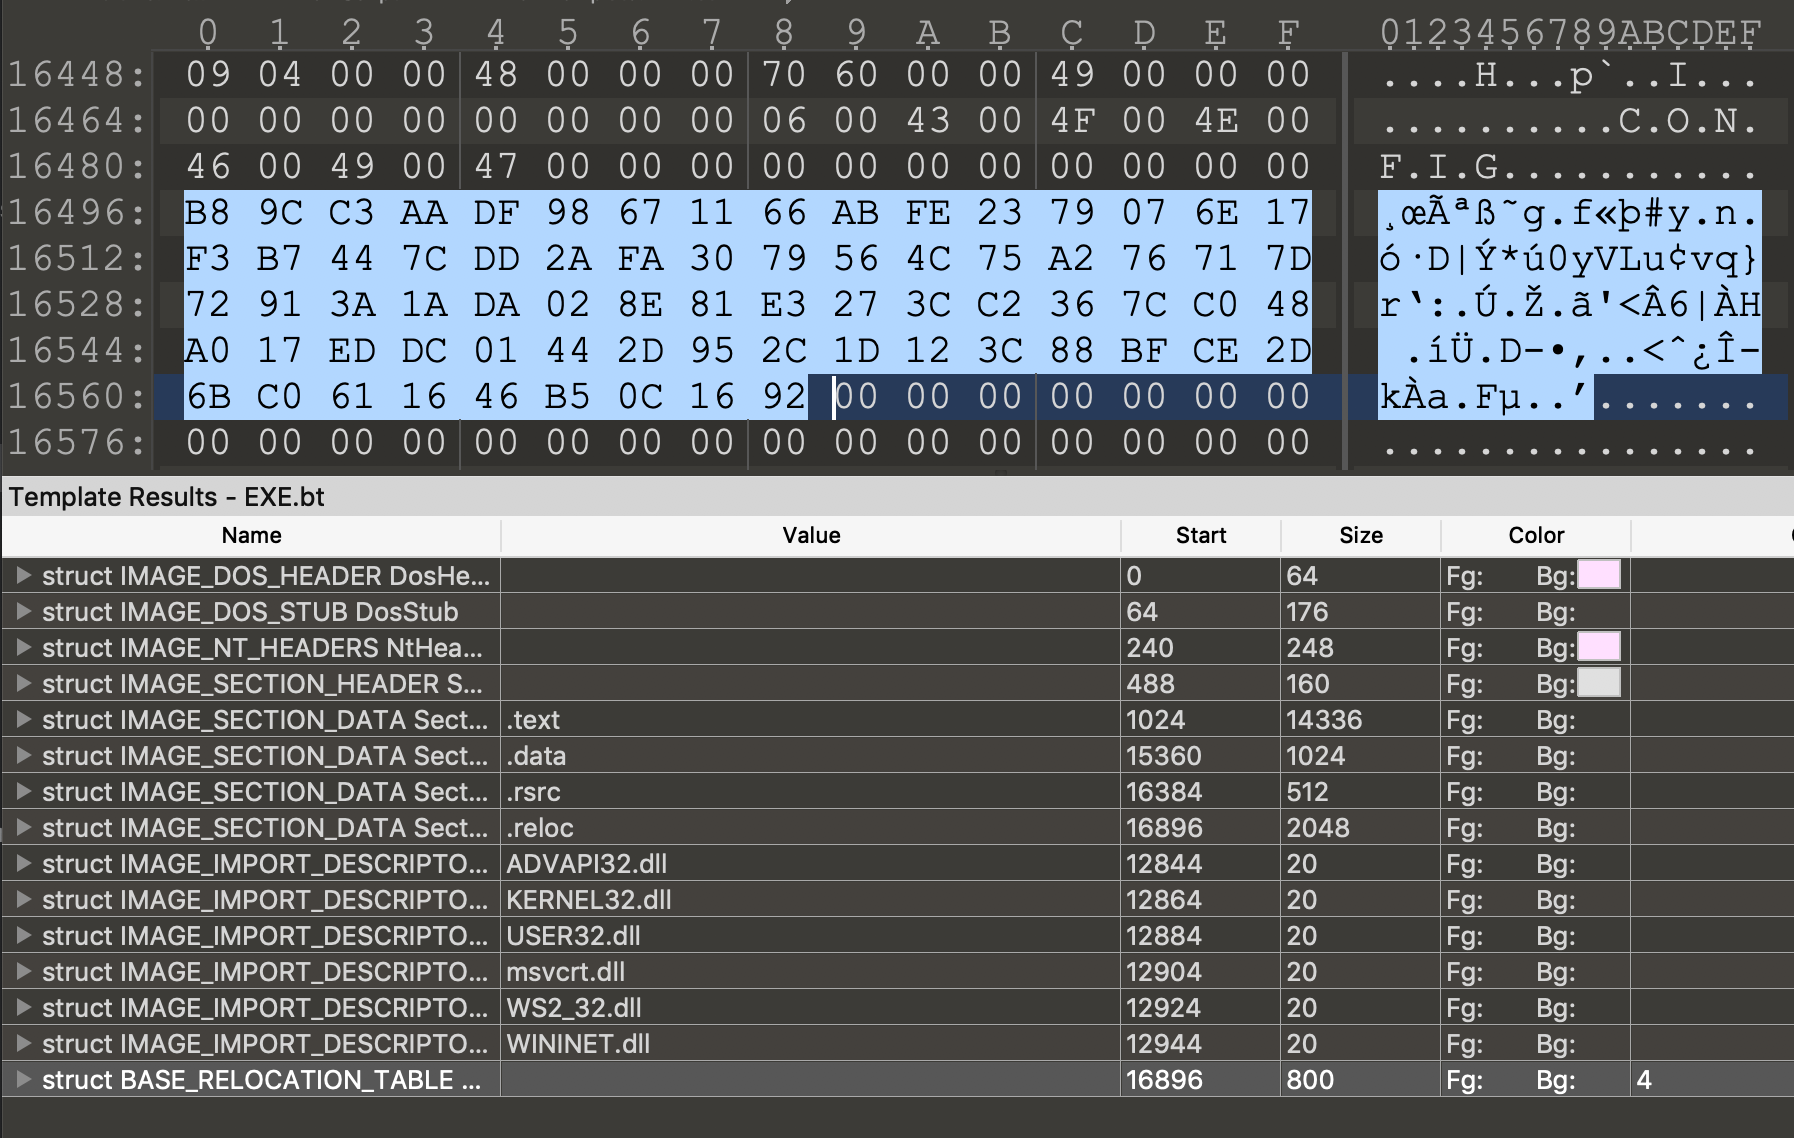 0 1 2 3 4 5 6 7 8 9 A B C D E F 0123456789ABCDEF
16448: 09 04 00 00 48 00 00 00 70 60 00 00 49 00 00 00 ....H...p`..I...
16464: 00 00 00 00 00 00 00 00 06 00 43 00 4F 00 4E 00 ..........C.O.N.
16480: 46 00 49 00 47 00 00 00 00 00 00 00 00 00 00 00 F.I.G...........
16496: B8 9C C3 AA DF 98 67 11 66 AB FE 23 79 07 6E 17 ¸œÃªß˜g.f«þ#y.n.
16512: F3 B7 44 7C DD 2A FA 30 79 56 4C 75 A2 76 71 7D ó·D|Ý*ú0yVLu¢vq}
16528: 72 91 3A 1A DA 02 8E 81 E3 27 3C C2 36 7C C0 48 r‘:.Ú.Ž.ã'<Â6|ÀH
16544: A0 17 ED DC 01 44 2D 95 2C 1D 12 3C 88 BF CE 2D  .íÜ.D-•,..<ˆ¿Î-
16560: 6B C0 61 16 46 B5 0C 16 92 00 00 00 00 00 00 00 kÀa.Fµ..’.......
16576: 00 00 00 00 00 00 00 00 00 00 00 00 00 00 00 00 ................
Template Results - EXE.bt
Name Value Start Size Color
struct IMAGE_DOS_HEADER DosHe... 0 64 Fg: Bg:
struct IMAGE_DOS_STUB DosStub 64 176 Fg: Bg:
struct IMAGE_NT_HEADERS NtHea... 240 248 Fg: Bg:
struct IMAGE_SECTION_HEADER S... 488 160 Fg: Bg:
struct IMAGE_SECTION_DATA Sect... .text 1024 14336 Fg: Bg:
struct IMAGE_SECTION_DATA Sect... .data 15360 1024 Fg: Bg:
struct IMAGE_SECTION_DATA Sect... .rsrc 16384 512 Fg: Bg:
struct IMAGE_SECTION_DATA Sect... .reloc 16896 2048 Fg: Bg:
struct IMAGE_IMPORT_DESCRIPTO... ADVAPI32.dll 12844 20 Fg: Bg:
struct IMAGE_IMPORT_DESCRIPTO... KERNEL32.dll 12864 20 Fg: Bg:
struct IMAGE_IMPORT_DESCRIPTO... USER32.dll 12884 20 Fg: Bg:
struct IMAGE_IMPORT_DESCRIPTO... msvcrt.dll 12904 20 Fg: Bg:
struct IMAGE_IMPORT_DESCRIPTO... WS2_32.dll 12924 20 Fg: Bg:
struct IMAGE_IMPORT_DESCRIPTO... WININET.dll 12944 20 Fg: Bg:
struct BASE_RELOCATION_TABLE ... 16896 800 Fg: Bg: 4